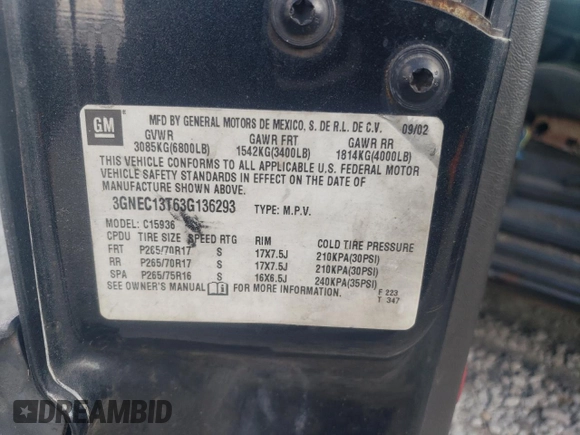 GM
MFD BY GENERAL MOTORS DE MEXICO, S. DE R.L. DE C.V. 09/02
GVWR GAWR FRT GAWR RR
3085KG(6800LB) 1542KG(3400LB) 1814KG(4000LB)
THIS VEHICLE CONFORMS TO ALL APPLICABLE U.S. FEDERAL MOTOR
VEHICLE SAFETY STANDARDS IN EFFECT ON THE DATE OF
MANUFACTURE SHOWN ABOVE.
3GNEC13T63G136293 TYPE: M.P.V.
MODEL: C15936
CPDU TIRE SIZE SPEED RTG RIM COLD TIRE PRESSURE
FRT P265/70R17 S 17X7.5J 210KPA(30PSI)
RR P265/70R17 S 17X7.5J 210KPA(30PSI)
SPA P265/75R16 S 16X6.5J 240KPA(35PSI)
SEE OWNER'S MANUAL FOR MORE INFORMATION.
E 223
T 347
DREAMBID